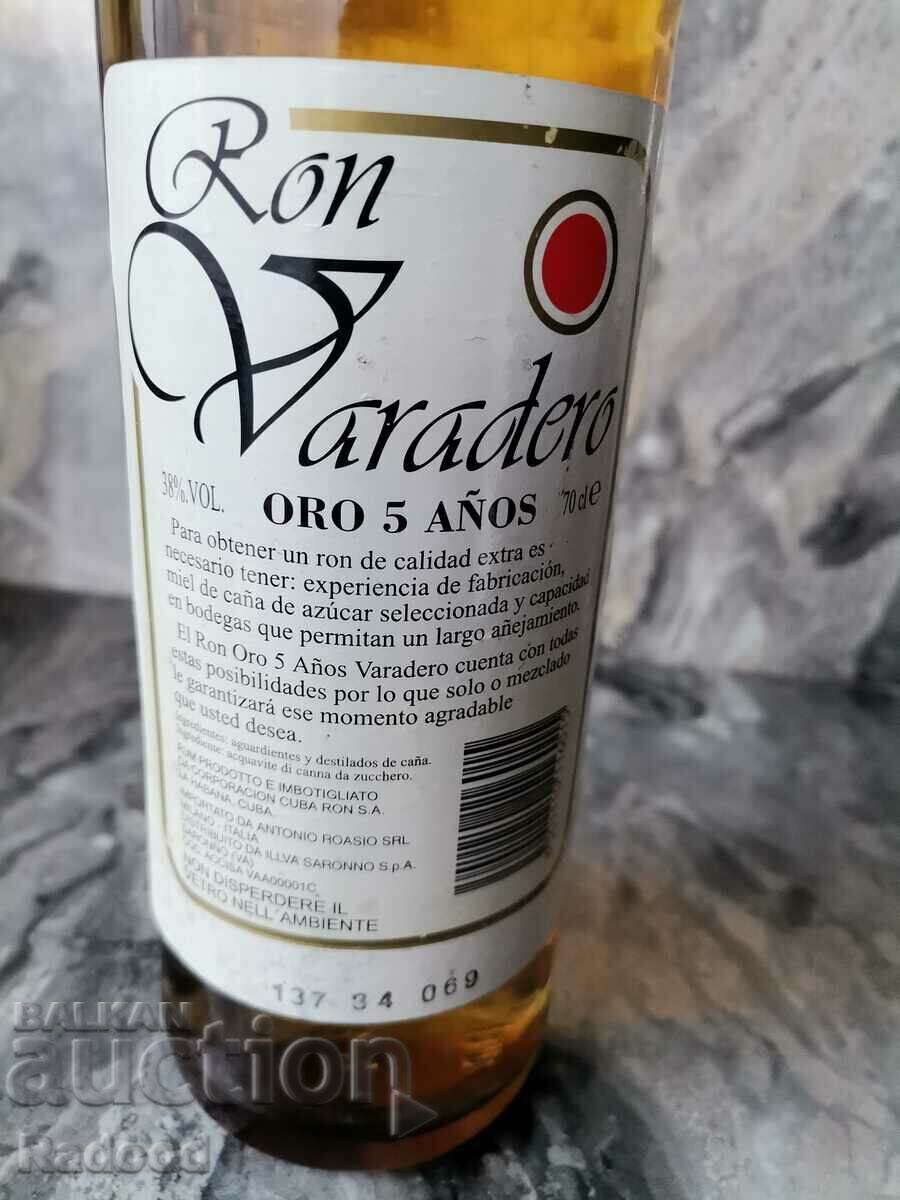 Ron
Varadero
38%.VOL. ORO 5 AÑOS 70 cl e
Para obtener un ron de calidad extra es
necesario tener: experiencia de fabricación,
miel de caña de azúcar seleccionada y capacidad
en bodegas que permitan un largo añejamiento.
El Ron Oro 5 Años Varadero cuenta con todas
estas posibilidades por lo que solo o mezclado
le garantizará ese momento agradable
que usted desea.
Ingredientes: aguardientes y destilados de caña.
Ingrediente: acquavite di canna da zucchero.
RUM PRODOTTO E IMBOTIGLIATO
DA CORPORACION CUBA RON S.A.
LA HABANA, CUBA.
IMPORTATO DA ANTONIO ROASIO SRL
MILANO - ITALIA
DISTRIBUITO DA ILLVA SARONNO S.p.A.
SARONNO (VA)
ACCISA VAA00001C
NON DISPERDERE IL
VETRO NELL'AMBIENTE
137 34 069
BALKAN
auction
Radood